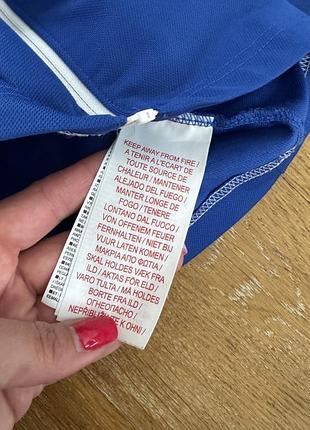 KEEP AWAY FROM FIRE /
A TENIR A L'ECART DE
TOUTE SOURCE DE
CHALEUR / MANTENER
ALEJADO DEL FUEGO /
MANTER LONGE DE
FOGO / TENERE
LONTANO DAL FUOCO /
VON OFFENEM FEUER
FERNHALTEN / NIET BIJ
VUUR LATEN KOMEN /
ΜΑΚΡΙΑ ΑΠΟ ΦΩΤΙΑ /
SKAL HOLDES VÆK FRA
ILD / AKTAS FÖR ELD /
VARO TULTA / MÅ HOLDES
BORTE FRA ILD /
ОГНЕОПАСНО /
NEPŘIBLIŽUJTE K OHNI /